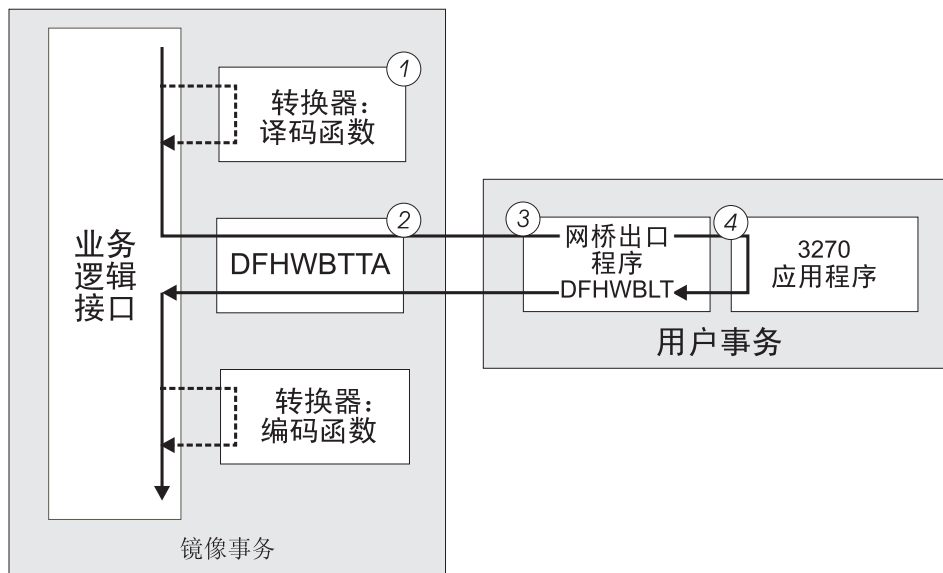 1
转换器：
译码函数
业务
逻辑
接口
2
DFHWBTTA
3
网桥出口
程序
DFHWBLT
4
3270
应用程序
用户事务
转换器：
编码函数
镜像事务